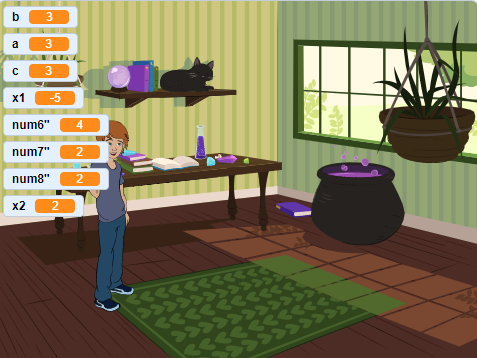 b 3
a 3
c 3
x1 -5
num6" 4
num7" 2
num8" 2
x2 2